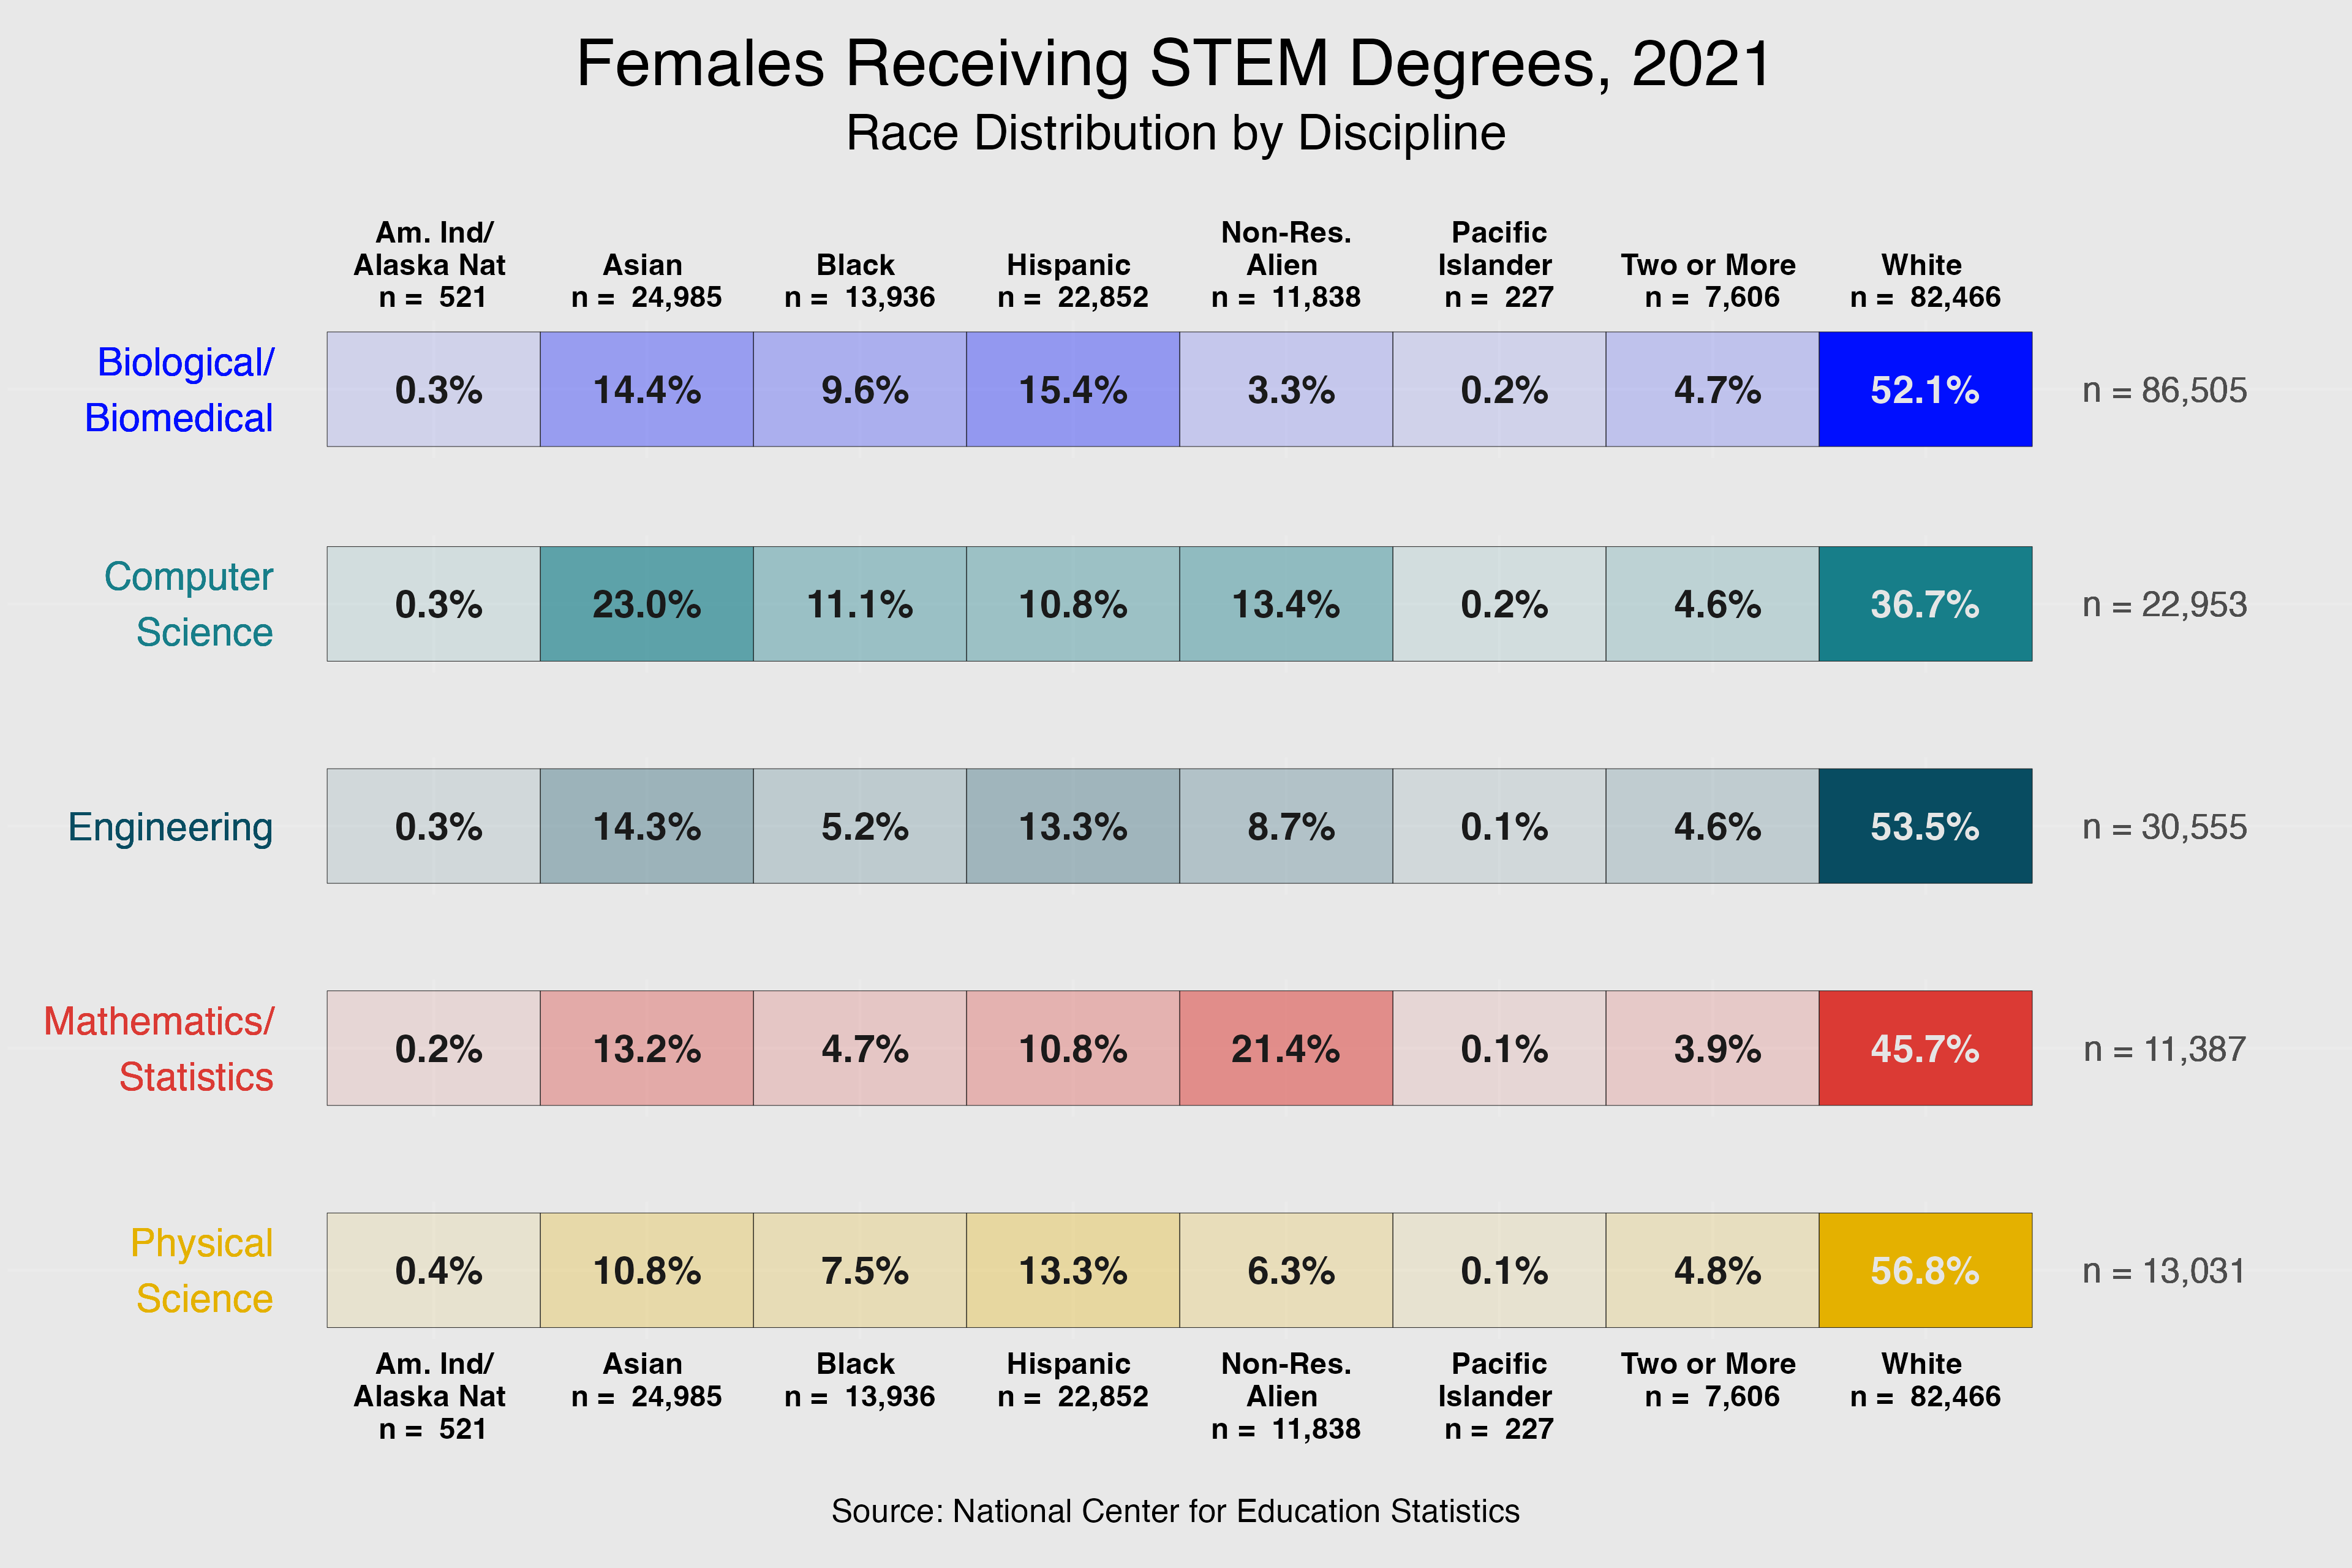 Females Receiving STEM Degrees, 2021
Race Distribution by Discipline
Am. Ind/
Alaska Nat
n = 521
Asian
n = 24,985
Black
n = 13,936
Hispanic
n = 22,852
Non-Res.
Alien
n = 11,838
Pacific
Islander
n = 227
Two or More
n = 7,606
White
n = 82,466
Biological/
Biomedical
0.3% 14.4% 9.6% 15.4% 3.3% 0.2% 4.7% 52.1% n = 86,505
Computer
Science
0.3% 23.0% 11.1% 10.8% 13.4% 0.2% 4.6% 36.7% n = 22,953
Engineering 0.3% 14.3% 5.2% 13.3% 8.7% 0.1% 4.6% 53.5% n = 30,555
Mathematics/
Statistics
0.2% 13.2% 4.7% 10.8% 21.4% 0.1% 3.9% 45.7% n = 11,387
Physical
Science
0.4% 10.8% 7.5% 13.3% 6.3% 0.1% 4.8% 56.8% n = 13,031
Am. Ind/
Alaska Nat
n = 521
Asian
n = 24,985
Black
n = 13,936
Hispanic
n = 22,852
Non-Res.
Alien
n = 11,838
Pacific
Islander
n = 227
Two or More
n = 7,606
White
n = 82,466
Source: National Center for Education Statistics